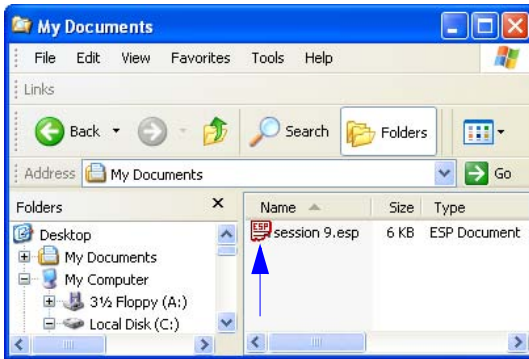 My Documents
File Edit View Favorites Tools Help
Links
Back Search Folders
Address My Documents Go
Folders Name Size Type
Desktop ESP session 9.esp 6 KB ESP Document
My Documents
My Computer
3½ Floppy (A:)
Local Disk (C:)